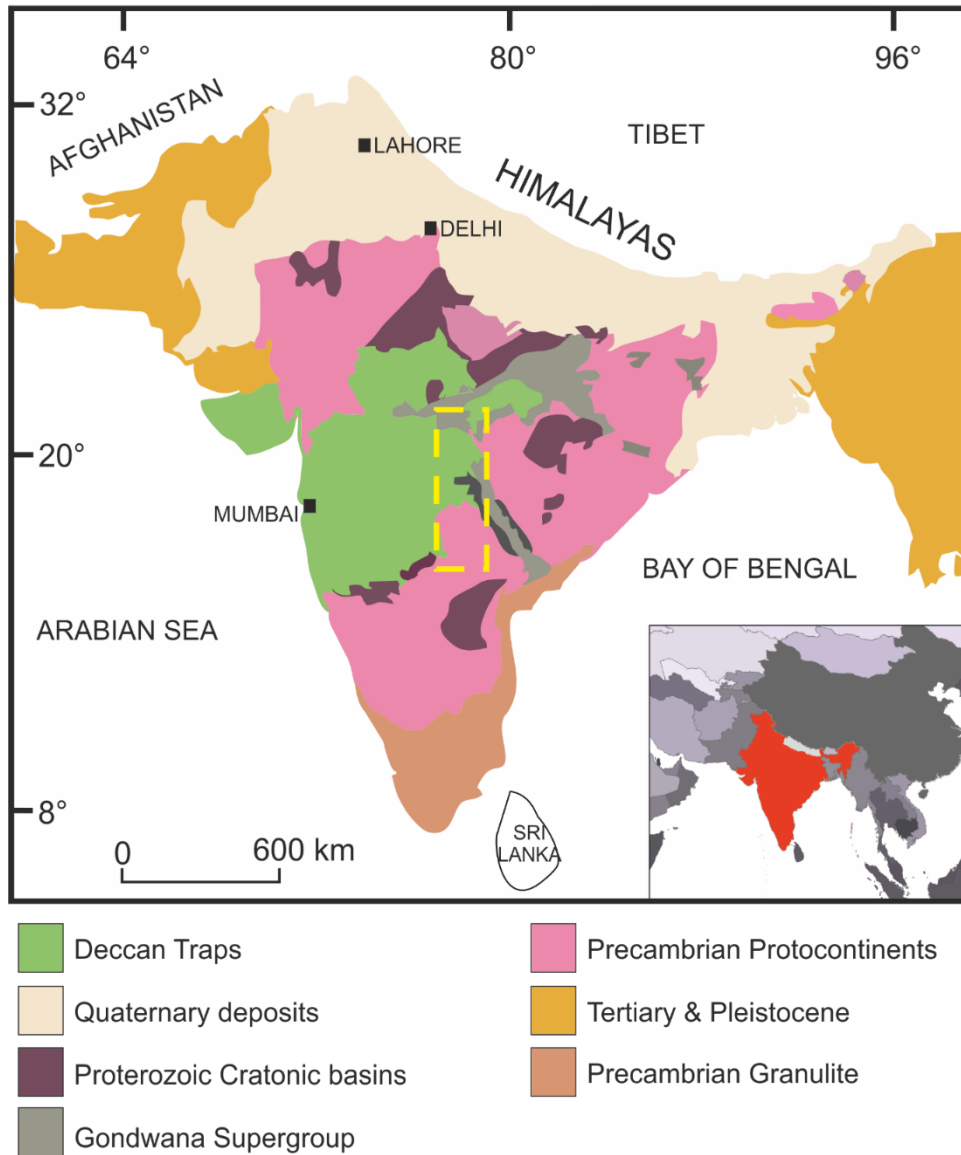 64°
80°
96°
32°
AFGHANISTAN
TIBET
LAHORE
HIMALAYAS
DELHI
20°
MUMBAI
BAY OF BENGAL
ARABIAN SEA
8°
SRI
LANKA
0
600 km
Deccan Traps
Precambrian Protocontinents
Quaternary deposits
Tertiary & Pleistocene
Proterozoic Cratonic basins
Precambrian Granulite
Gondwana Supergroup